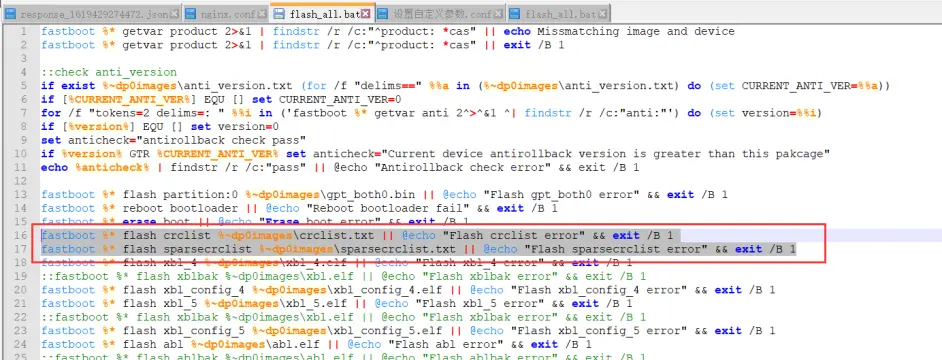 response_1619429274472.json
nginx.conf
flash_all.bat
设置自定义参数.conf
flash_all.bat
1 fastboot %* getvar product 2>&1 | findstr /r /c:"^product: *cas" || echo Missmatching image and device
2 fastboot %* getvar product 2>&1 | findstr /r /c:"^product: *cas" || exit /B 1
3
4 ::check anti_version
5 if exist %~dp0images\anti_version.txt (for /f "delims==" %%a in (%~dp0images\anti_version.txt) do (set CURRENT_ANTI_VER=%%a))
6 if [%CURRENT_ANTI_VER%] EQU [] set CURRENT_ANTI_VER=0
7 for /f "tokens=2 delims=: " %%i in ('fastboot %* getvar anti 2^>^&1 ^| findstr /r /c:"anti:"') do (set version=%%i)
8 if [%version%] EQU [] set version=0
9 set anticheck="antirollback check pass"
10 if %version% GTR %CURRENT_ANTI_VER% set anticheck="Current device antirollback version is greater than this pakcage"
11 echo %anticheck% | findstr /r /c:"pass" || @echo "Antirollback check error" && exit /B 1
12
13 fastboot %* flash partition:0 %~dp0images\gpt_both0.bin || @echo "Flash gpt_both0 error" && exit /B 1
14 fastboot %* reboot bootloader || @echo "Reboot bootloader fail" && exit /B 1
15 fastboot %* erase boot || @echo "Erase boot error" && exit /B 1
16 fastboot %* flash crclist %~dp0images\crclist.txt || @echo "Flash crclist error" && exit /B 1
17 fastboot %* flash sparsecrclist %~dp0images\sparsecrclist.txt || @echo "Flash sparsecrclist error" && exit /B 1
18 fastboot %* flash xbl_4 %~dp0images\xbl_4.elf || @echo "Flash xbl_4 error" && exit /B 1
19 ::fastboot %* flash xblbak %~dp0images\xbl.elf || @echo "Flash xblbak error" && exit /B 1
20 fastboot %* flash xbl_config_4 %~dp0images\xbl_config_4.elf || @echo "Flash xbl_config_4 error" && exit /B 1
21 fastboot %* flash xbl_5 %~dp0images\xbl_5.elf || @echo "Flash xbl_5 error" && exit /B 1
22 ::fastboot %* flash xblbak %~dp0images\xbl.elf || @echo "Flash xblbak error" && exit /B 1
23 fastboot %* flash xbl_config_5 %~dp0images\xbl_config_5.elf || @echo "Flash xbl_config_5 error" && exit /B 1
24 fastboot %* flash abl %~dp0images\abl.elf || @echo "Flash abl error" && exit /B 1
25 ::fastboot %* flash ablbak %~dp0images\abl.elf || @echo "Flash ablbak error" && exit /B 1